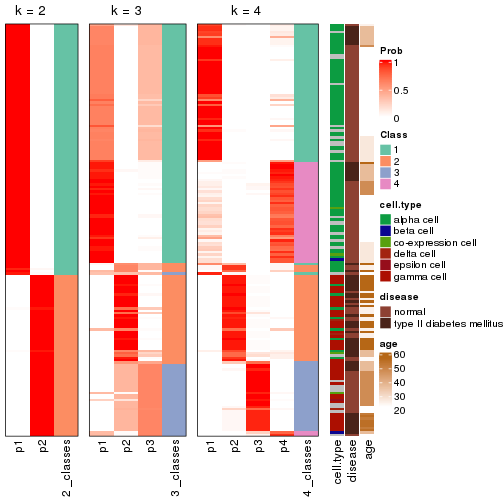 k = 2
k = 3
k = 4
p1
p2
2_classes
p1
p2
p3
3_classes
p1
p2
p3
p4
4_classes
cell.type
disease
age
Prob
1
0.5
0
Class
1
2
3
4
cell.type
alpha cell
beta cell
co-expression cell
delta cell
epsilon cell
gamma cell
disease
normal
type II diabetes mellitus
age
60
50
40
30
20